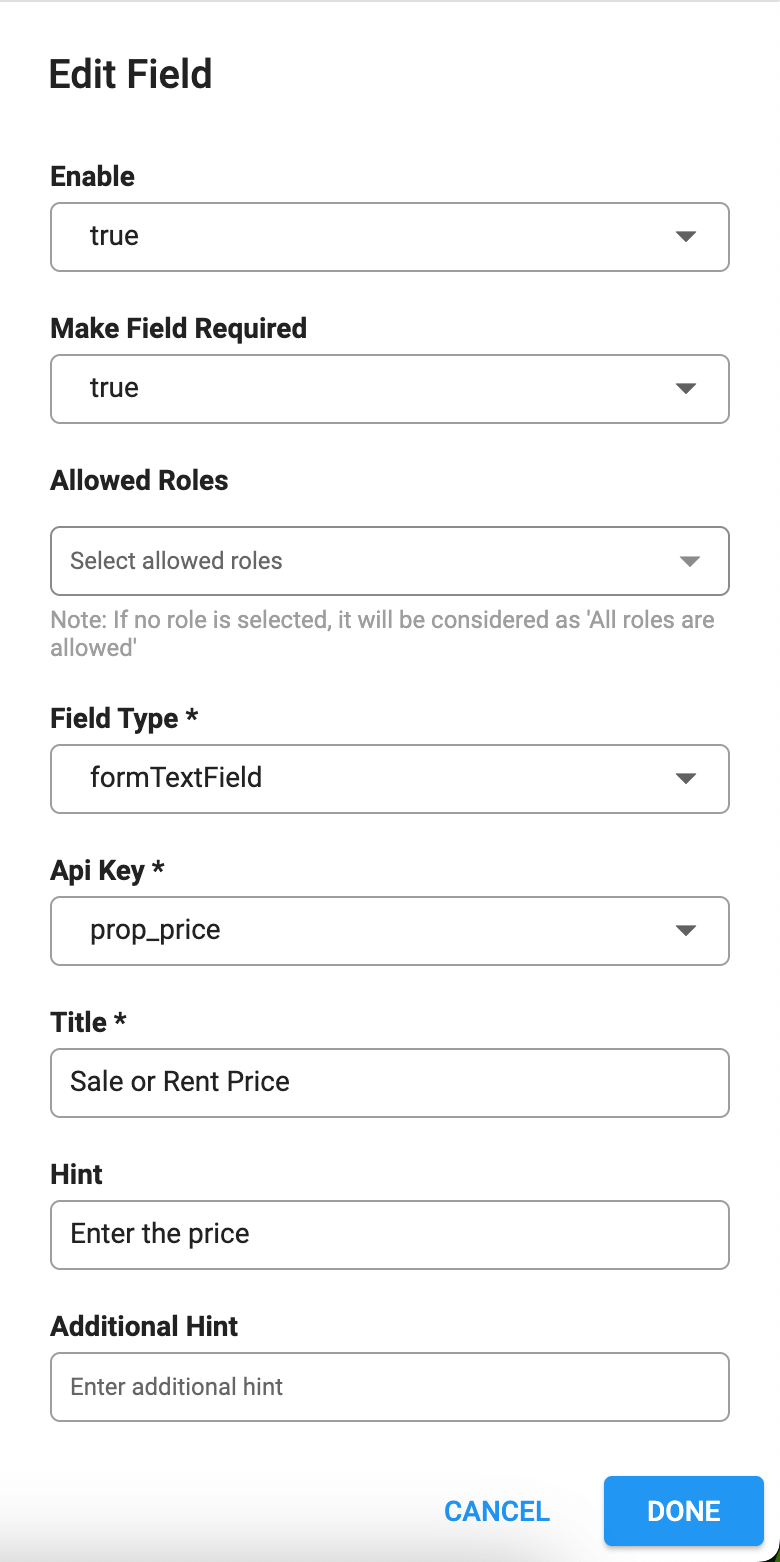 Edit Field
Enable
true
Make Field Required
true
Allowed Roles
Select allowed roles
Note: If no role is selected, it will be considered as 'All roles are
allowed'
Field Type *
formTextField
Api Key *
prop_price
Title *
Sale or Rent Price
Hint
Enter the price
Additional Hint
Enter additional hint
CANCEL
DONE